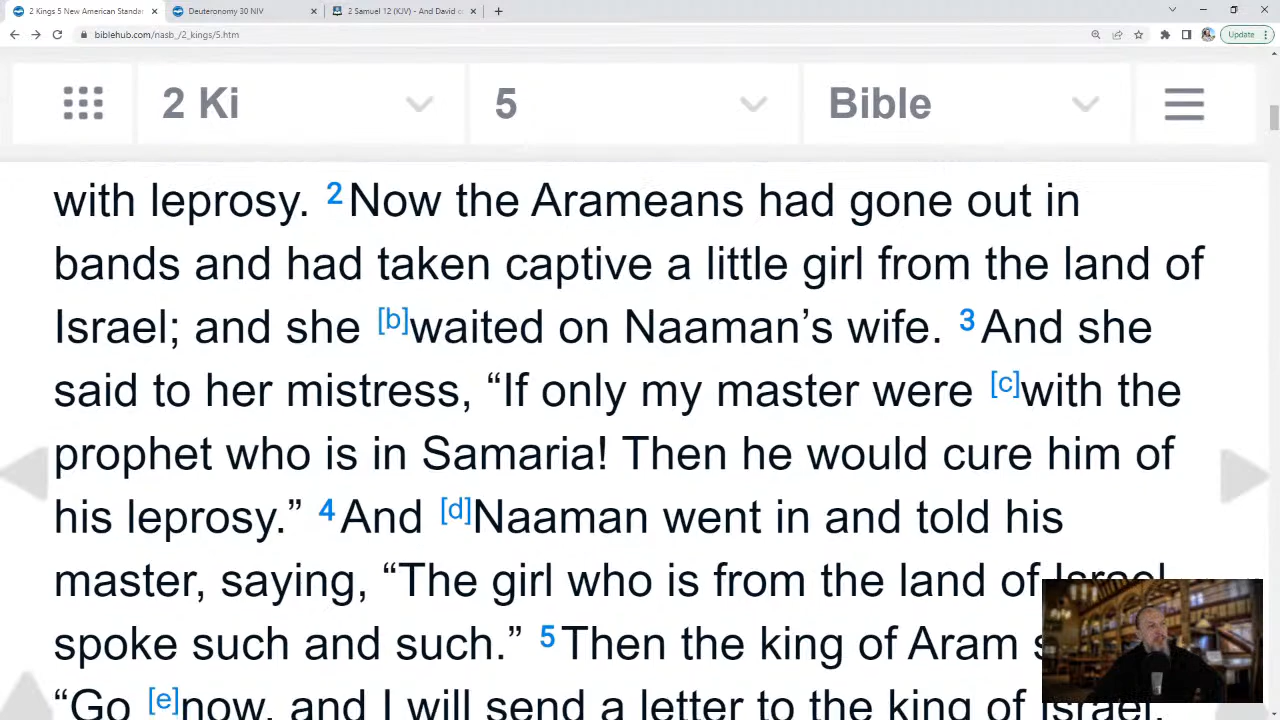 2 Kings 5 New American Standa
Deuteronomy 30 NIV
2 Samuel 12 (KJV) - And David c
biblehub.com/nasb_/2_kings/5.htm
Update
2 Ki
5
Bible
with leprosy. 2 Now the Arameans had gone out in
bands and had taken captive a little girl from the land of
Israel; and she [b]waited on Naaman’s wife. 3 And she
said to her mistress, “If only my master were [c]with the
prophet who is in Samaria! Then he would cure him of
his leprosy.” 4 And [d]Naaman went in and told his
master, saying, “The girl who is from the land of Israel
spoke such and such.” 5 Then the king of Aram
“Go [e]now, and I will send a letter to the king of Israel.